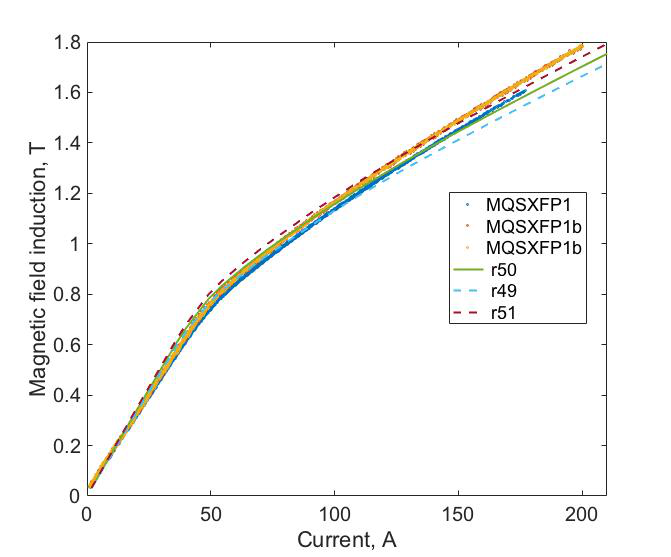 1.8
1.6
1.4
1.2
1
0.8
0.6
0.4
0.2
0
Magnetic field induction, T
MQSXFP1
MQSXFP1b
MQSXFP1b
r50
r49
r51
0 50 100 150 200
Current, A